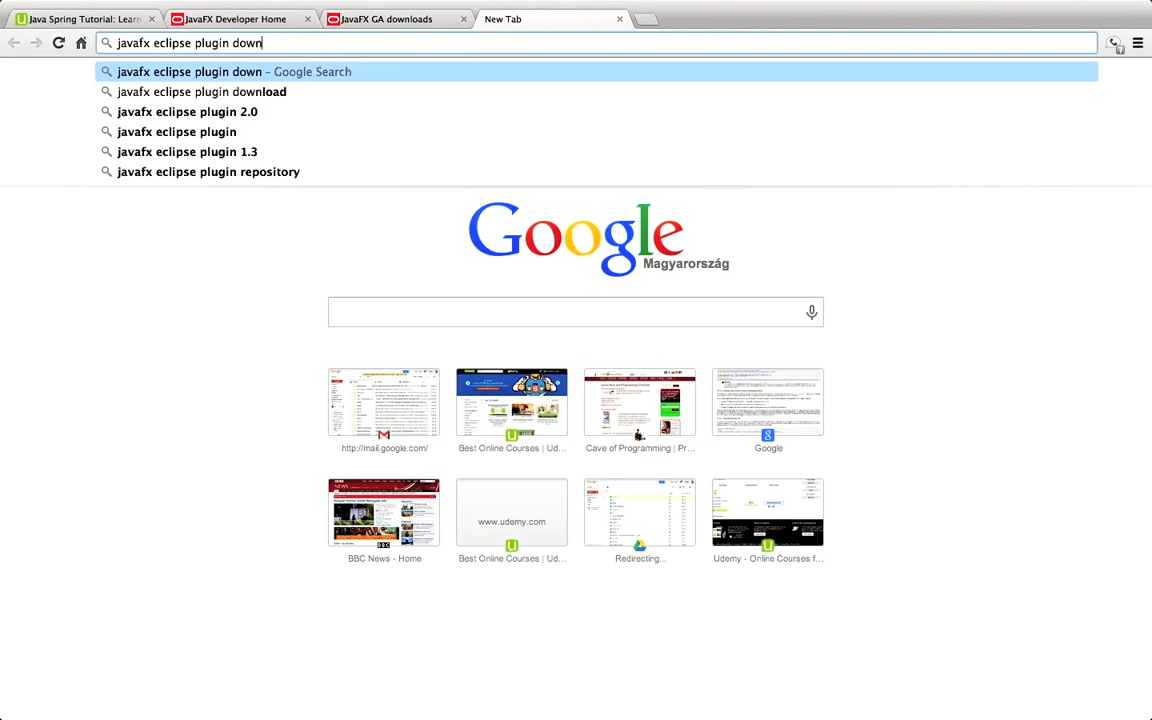 Java Spring Tutorial: Learn
JavaFX Developer Home
JavaFX GA downloads
New Tab
javafx eclipse plugin down
javafx eclipse plugin down – Google Search
javafx eclipse plugin download
javafx eclipse plugin 2.0
javafx eclipse plugin
javafx eclipse plugin 1.3
javafx eclipse plugin repository
Google
Magyarország
http://mail.google.com/
Best Online Courses | Ud...
Cave of Programming | Pr...
Google
www.udemy.com
BBC News - Home
Best Online Courses | Ud...
Redirecting...
Udemy - Online Courses f...